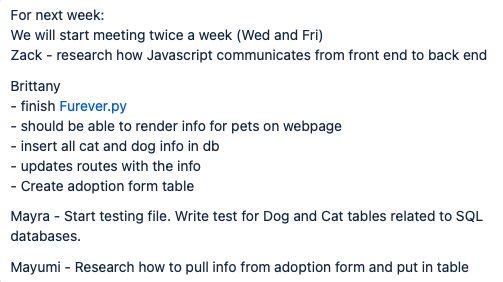 For next week:
We will start meeting twice a week (Wed and Fri)
Zack - research how Javascript communicates from front end to back end
Brittany
- finish Furever.py
- should be able to render info for pets on webpage
- insert all cat and dog info in db
- updates routes with the info
- Create adoption form table
Mayra - Start testing file. Write test for Dog and Cat tables related to SQL
databases.
Mayumi - Research how to pull info from adoption form and put in table